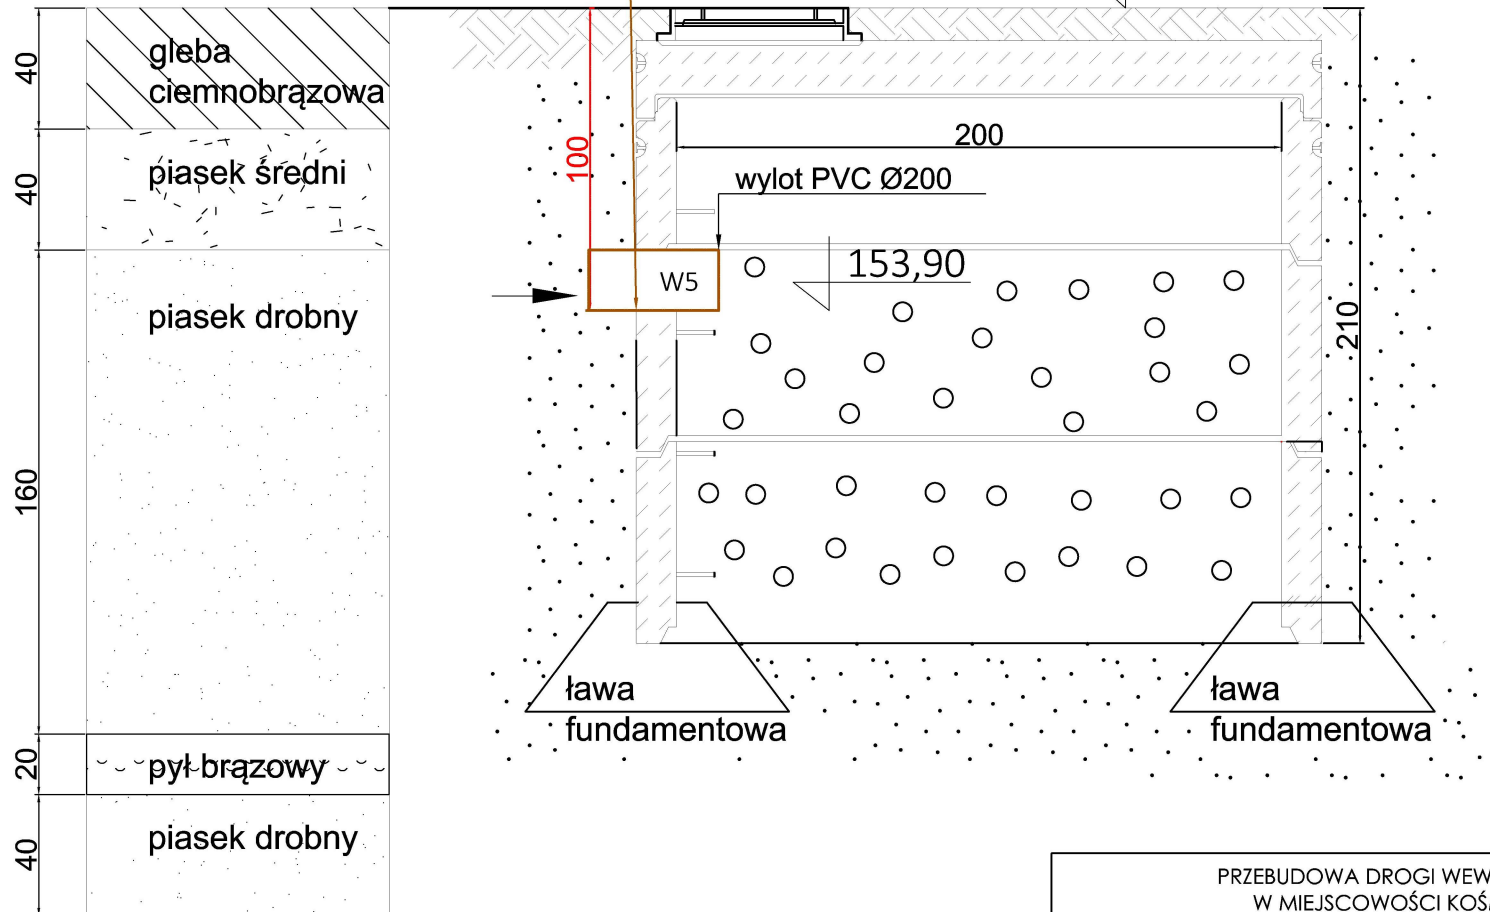 40
gleba
ciemnobrązowa
40
piasek średni
160
piasek drobny
20
pył brązowy
40
piasek drobny
100
200
wylot PVC Ø200
W5
153,90
210
ława
fundamentowa
ława
fundamentowa
PRZEBUDOWA DROGI WEW
W MIEJSCOWOŚCI KOŚ